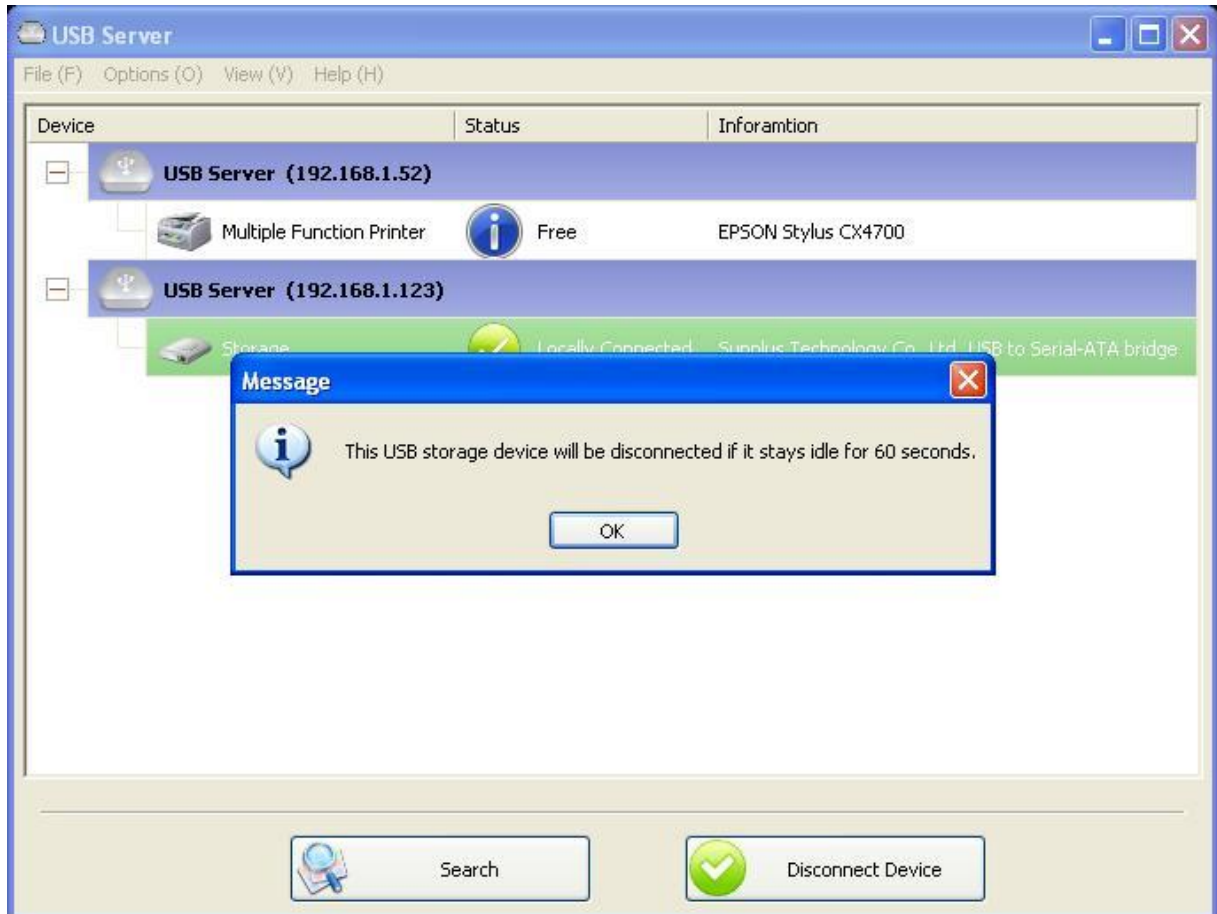 USB Server
File (F) Options (O) View (V) Help (H)
Device Status Inforamtion
USB Server (192.168.1.52)
Multiple Function Printer Free EPSON Stylus CX4700
USB Server (192.168.1.123)
Storage Locally Connected Sunplus Technology Co., Ltd. USB to Serial-ATA bridge
Message
This USB storage device will be disconnected if it stays idle for 60 seconds.
OK
Search Disconnect Device